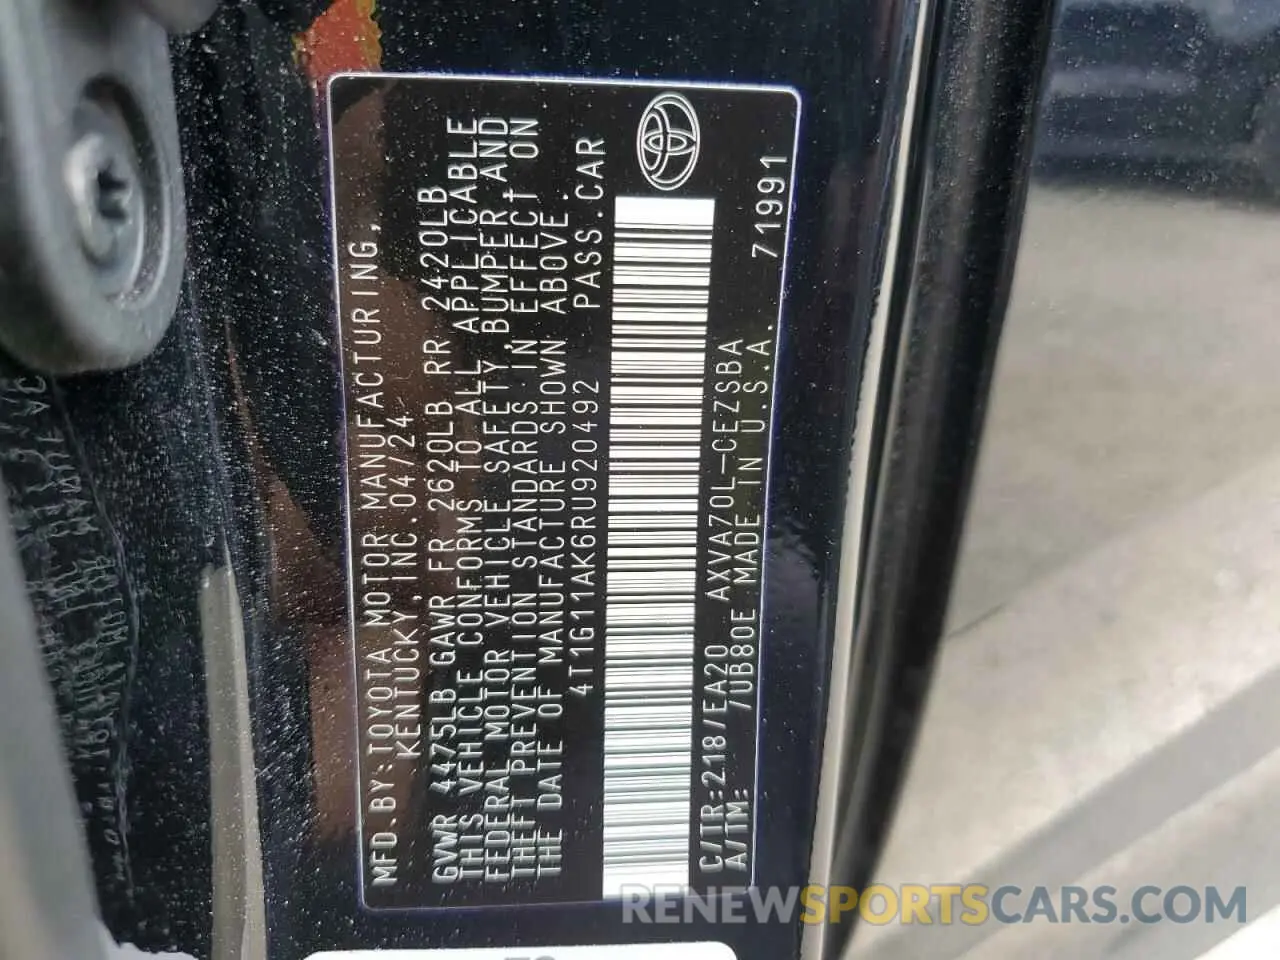 MFD.BY:TOYOTA MOTOR MANUFACTURING,
KENTUCKY,INC.04/24
GVWR 4475LB GAWR FR 2620LB RR 2420LB
THIS VEHICLE CONFORMS TO ALL APPLICABLE
FEDERAL MOTOR VEHICLE SAFETY,BUMPER AND
THEFT PREVENTION STANDARDS IN EFFECT ON
THE DATE OF MANUFACTURE SHOWN ABOVE.
4T1G11AK6RU920492 PASS.CAR
C/TR:218/EA20 AXVA70L-CEZSBA
A/TM: /UB80E MADE IN U.S.A. 71991
RENEWSPORTSCARS.COM